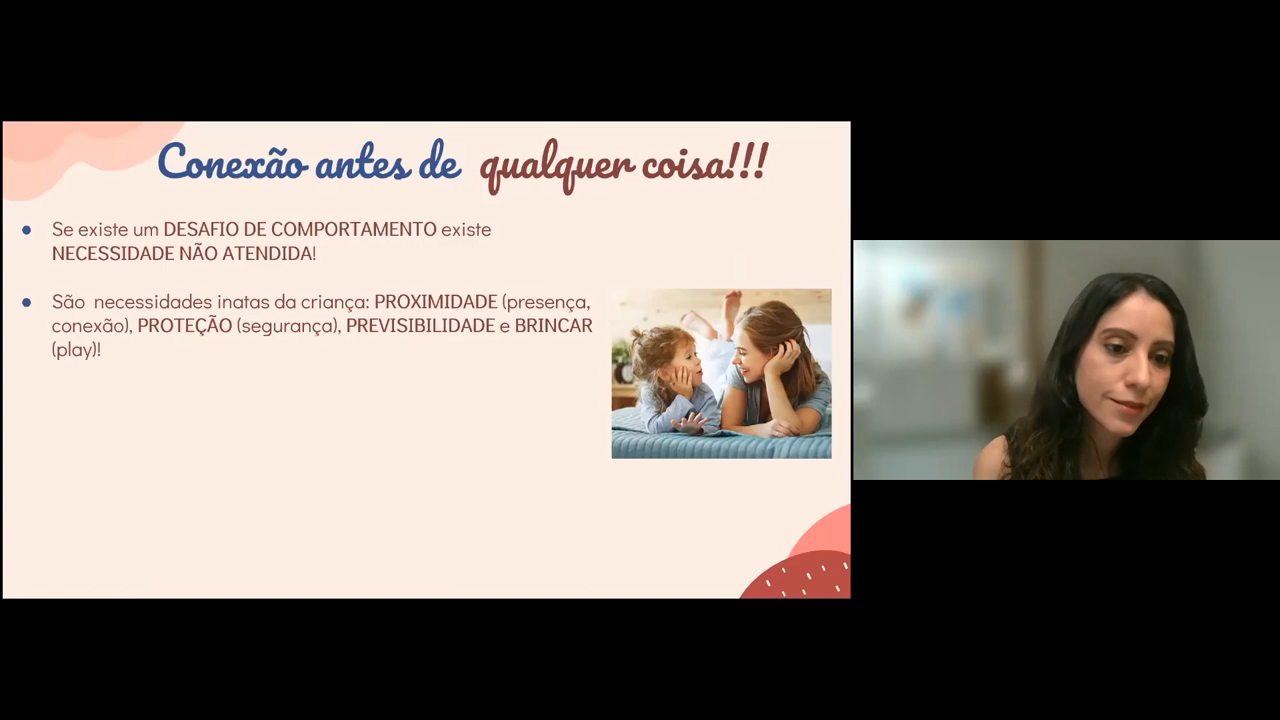 Conexão antes de qualquer coisa!!!
Se existe um DESAFIO DE COMPORTAMENTO existe
NECESSIDADE NÃO ATENDIDA!
São necessidades inatas da criança: PROXIMIDADE (presença,
conexão), PROTEÇÃO (segurança), PREVISIBILIDADE e BRINCAR
(play)!